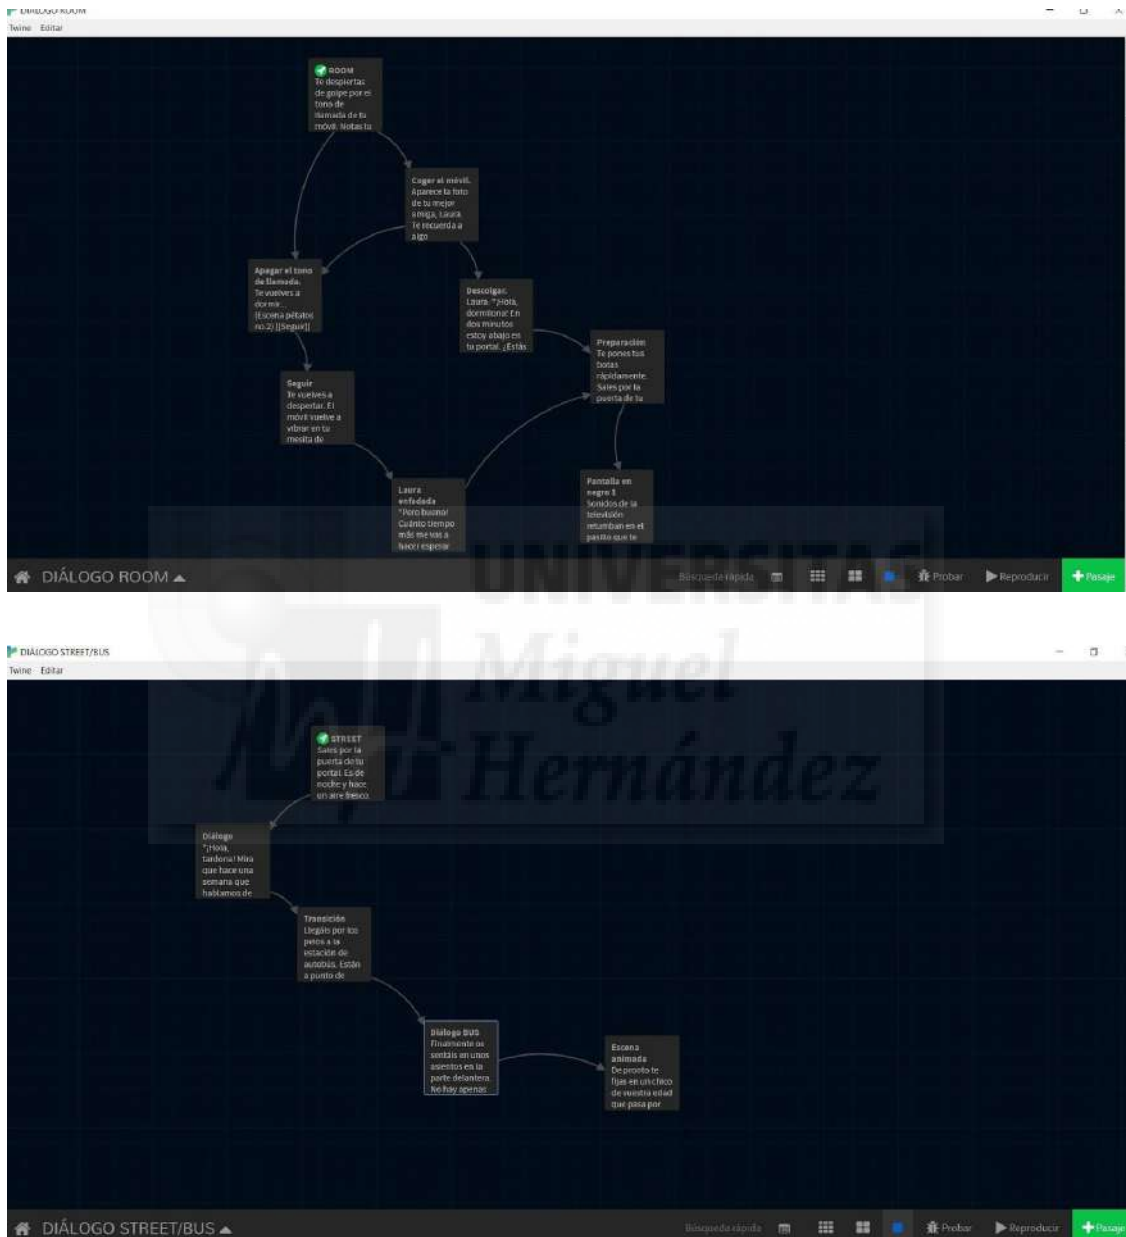 DIÁLOGO ROOM
Twine Editar
ROOM
Te despiertas
de golpe por el
tono de
llamada de tu
móvil. Notas tu
Coger el móvil.
Aparece la foto
de tu mejor
amiga, Laura.
Te recuerda a
algo
Apagar el tono
de llamada.
Te vuelves a
dormir...
(Escena pétalos
no.2) [[Seguir]]
Descolgar.
Laura: "¡Hola,
dormilona! En
dos minutos
estoy abajo en
tu portal. ¿Estás
Preparación
Te pones tus
botas
rápidamente.
Sales por la
puerta de tu
Seguir
Te vuelves a
despertar. El
móvil vuelve a
vibrar en tu
mesita de
Laura
enfadada
"Pero bueno!
Cuánto tiempo
más me vas a
hacer esperar
Pantalla en
negro 1
Sonidos de la
televisión
retumban en el
pasillo que te
DIÁLOGO ROOM
Búsqueda rápida
Probar
Reproducir
Pasaje
UNIVERSITAS
Miguel
Hernández
DIÁLOGO STREET/BUS
Twine Editar
STREET
Sales por la
puerta de tu
portal. Es de
noche y hace
un aire fresco.
Diálogo
"¡Hola,
tardona! Mira
que hace una
semana que
hablamos de
Transición
Llegáis por los
pelos a la
estación de
autobús. Están
a punto de
Diálogo BUS
Finalmente os
sentáis en unos
asientos en la
parte delantera.
No hay apenas
Escena
animada
De pronto te
fijas en un chico
de vuestra edad
que pasa por
DIÁLOGO STREET/BUS
Búsqueda rápida
Probar
Reproducir
Pasaje